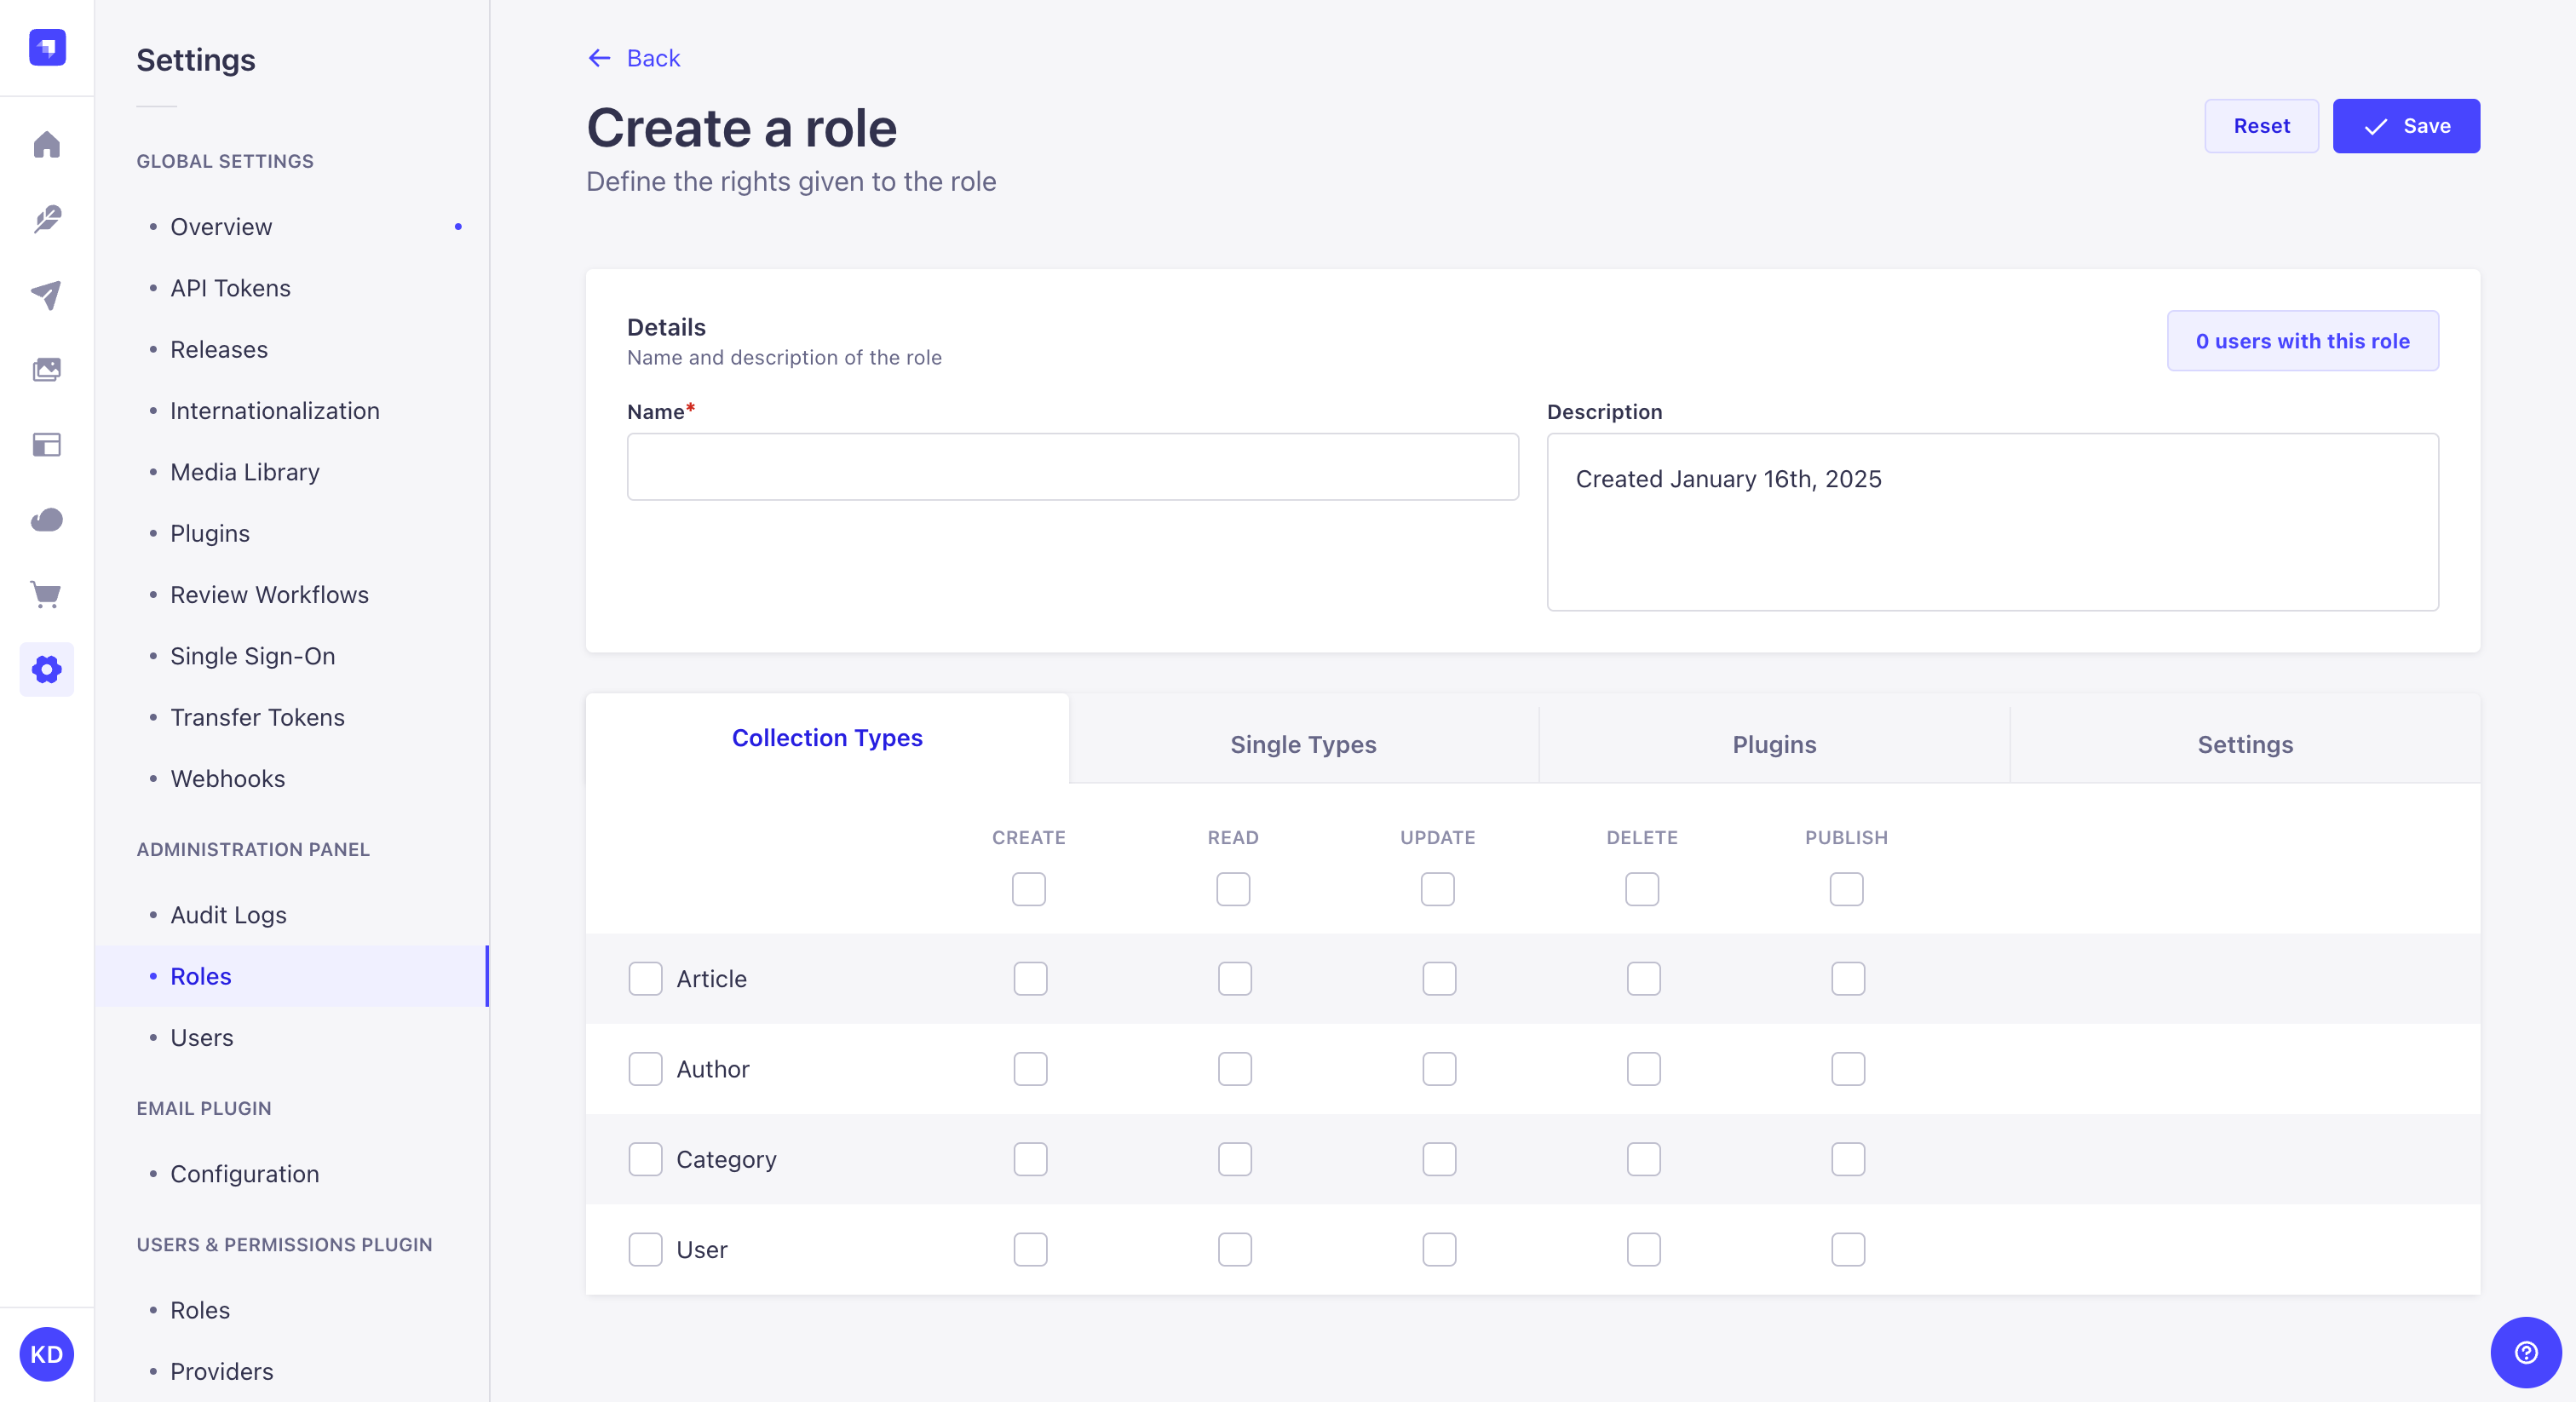 Settings
GLOBAL SETTINGS
Overview
API Tokens
Releases
Internationalization
Media Library
Plugins
Review Workflows
Single Sign-On
Transfer Tokens
Webhooks
ADMINISTRATION PANEL
Audit Logs
Roles
Users
EMAIL PLUGIN
Configuration
USERS & PERMISSIONS PLUGIN
Roles
Providers
KD
Back
Create a role
Define the rights given to the role
Reset
Save
Details
Name and description of the role
0 users with this role
Name*
Description
Created January 16th, 2025
Collection Types
Single Types
Plugins
Settings
CREATE READ UPDATE DELETE PUBLISH
Article
Author
Category
User